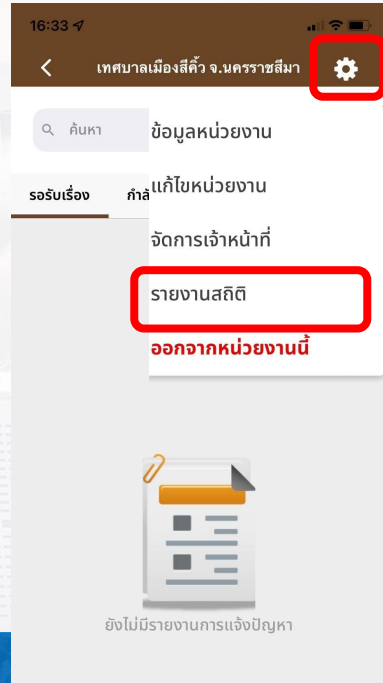 16:33
เทศบาลเมืองสีคิ้ว จ.นครราชสีมา
ค้นหา
ข้อมูลหน่วยงาน
แก้ไขหน่วยงาน
รอรับเรื่อง
จัดการเจ้าหน้าที่
รายงานสถิติ
ออกจากหน่วยงานนี้
ยังไม่มีรายงานการแจ้งปัญหา